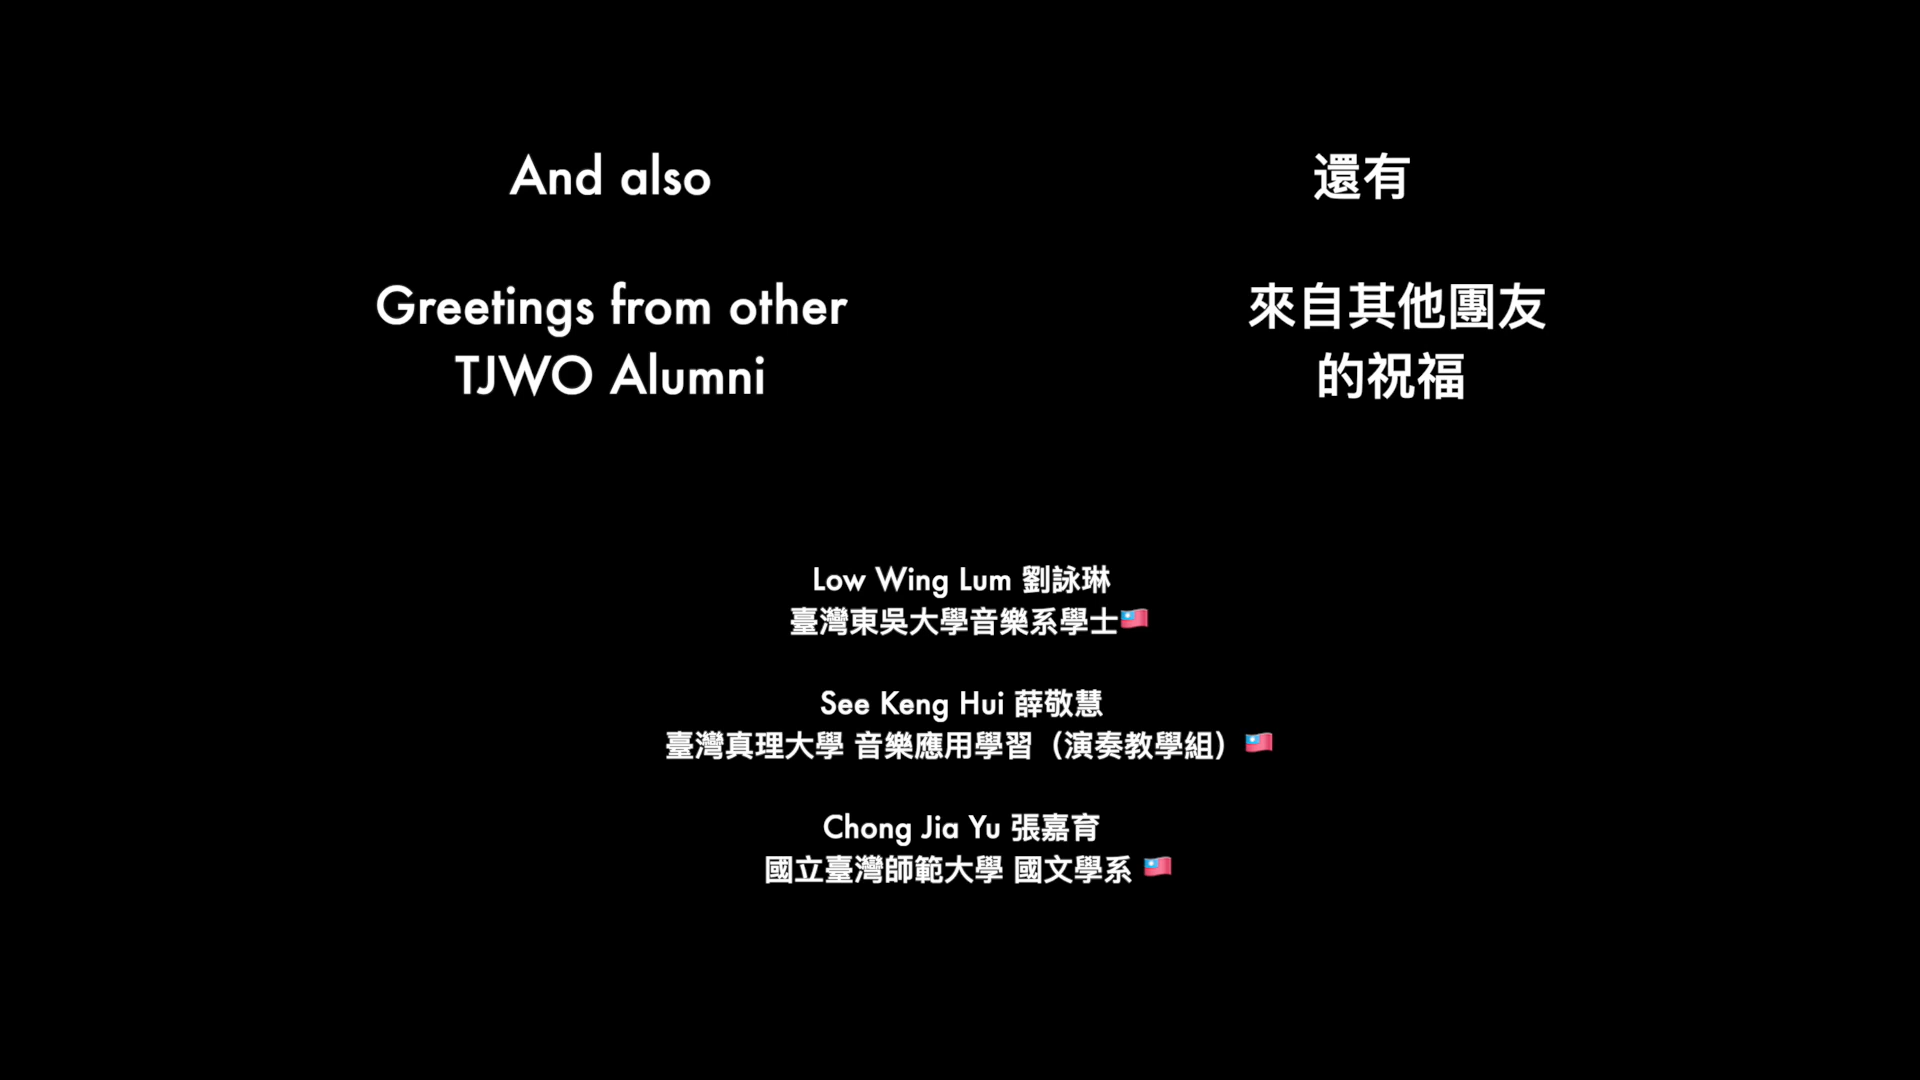 And also
Greetings from other
TJWO Alumni
還有
來自其他團友
的祝福
Low Wing Lum 劉詠琳
臺灣東吳大學音樂系學士🇹🇼
See Keng Hui 薛敬慧
臺灣真理大學 音樂應用學習（演奏教學組）🇹🇼
Chong Jia Yu 張嘉育
國立臺灣師範大學 國文學系 🇹🇼